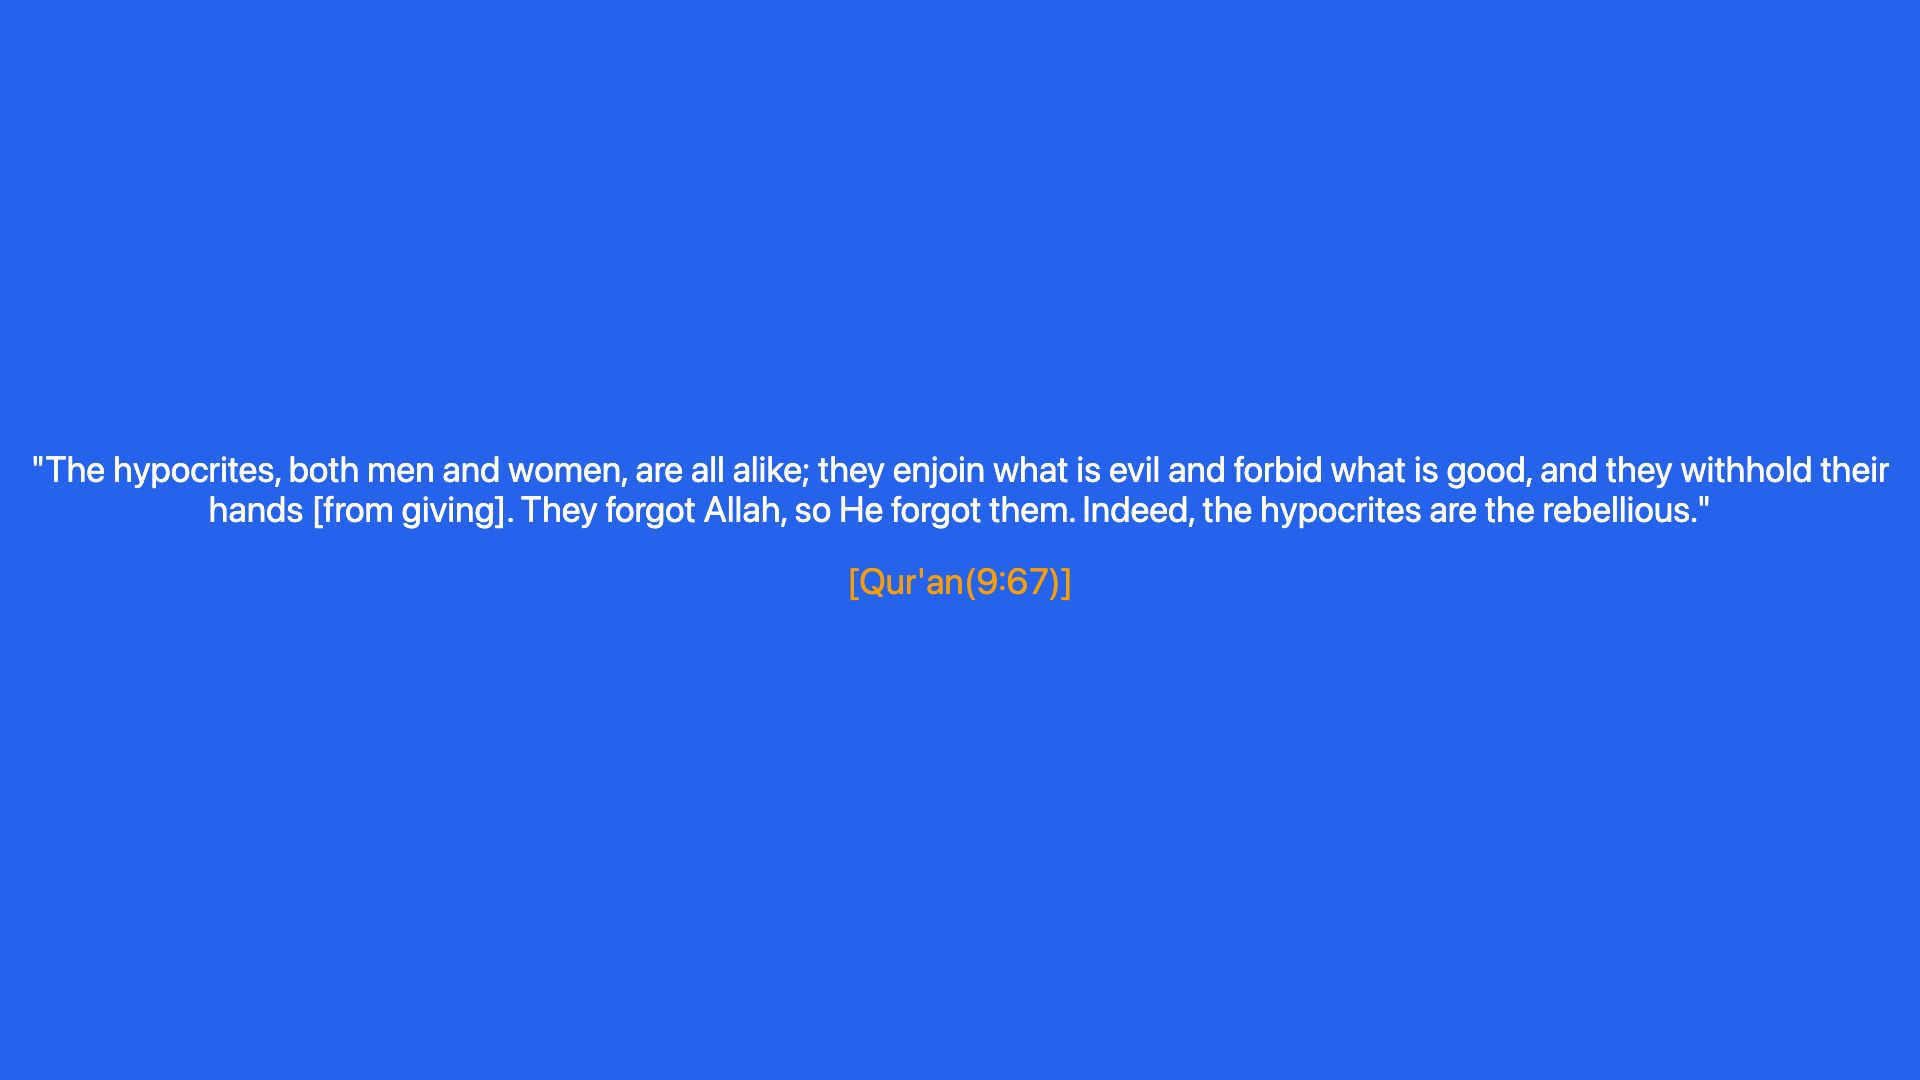 "The hypocrites, both men and women, are all alike; they enjoin what is evil and forbid what is good, and they withhold their
hands [from giving]. They forgot Allah, so He forgot them. Indeed, the hypocrites are the rebellious."
[Qur'an(9:67)]